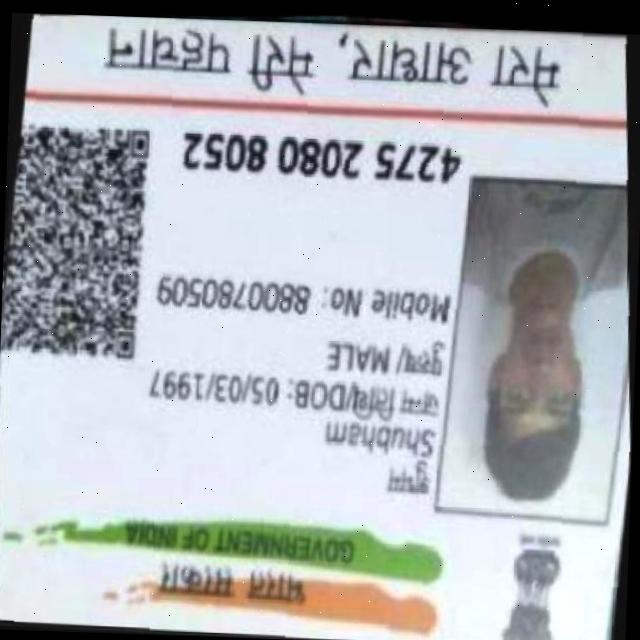 भारत सरकार
GOVERNMENT OF INDIA
शुभम
Shubham
जन्म तिथि/DOB: 05/03/1997
पुरुष/ MALE
Mobile No: 8800780509
4275 2080 8052
मेरा आधार, मेरी पहचान